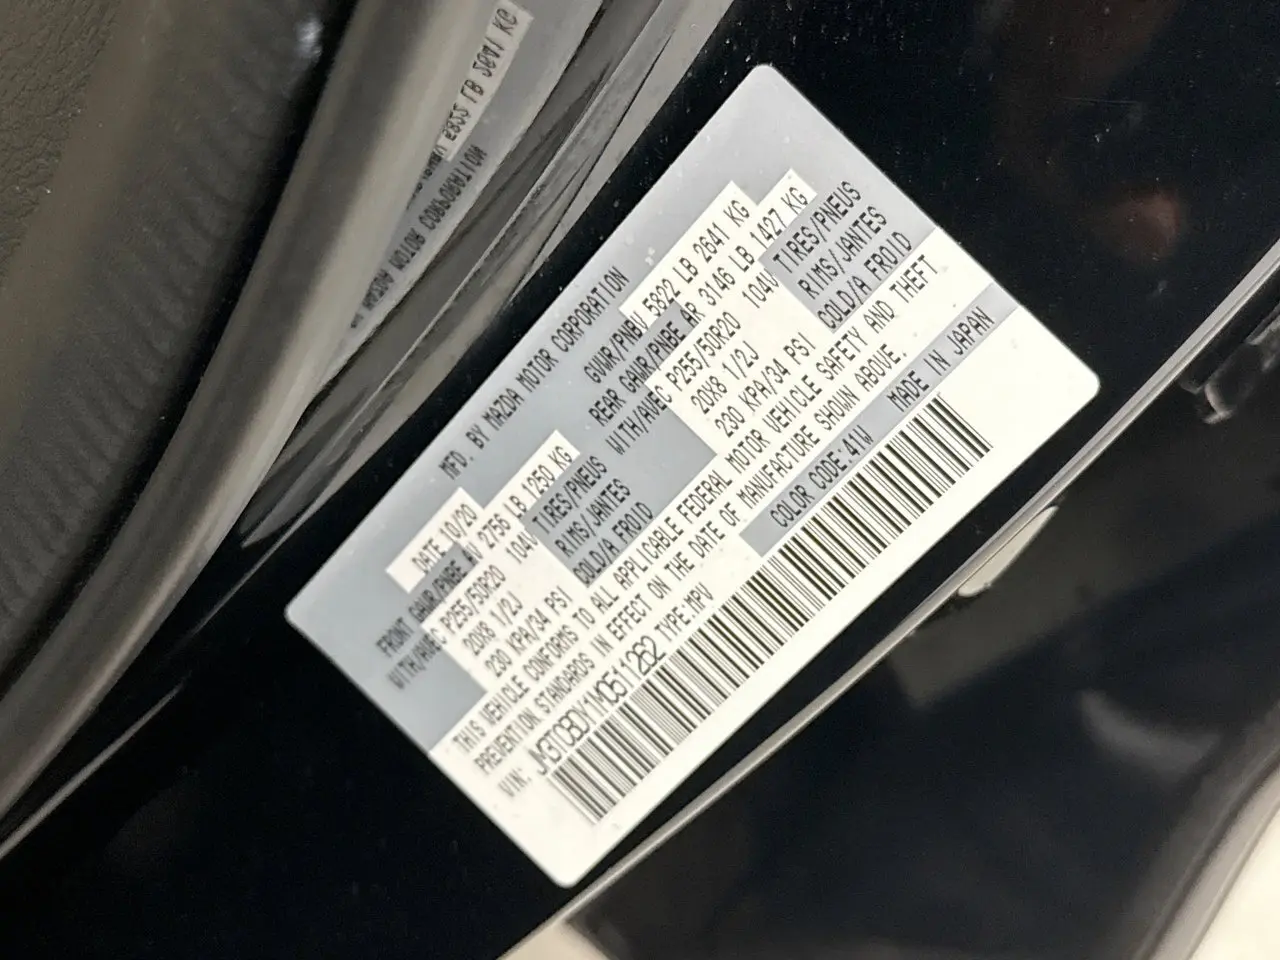 MFD. BY MAZDA MOTOR CORPORATION
DATE 10/20 GVWR/PNBV 5822 LB 2641 KG
FRONT GAWR/PNBE AV 2756 LB 1250 KG REAR GAWR/PNBE AR 3146 LB 1427 KG
WITH/AVEC P255/50R20 104V TIRES/PNEUS WITH/AVEC P255/50R20 104V TIRES/PNEUS
20X8 1/2J RIMS/JANTES 20X8 1/2J RIMS/JANTES
230 KPA/34 PSI COLD/A FROID 230 KPA/34 PSI COLD/A FROID
THIS VEHICLE CONFORMS TO ALL APPLICABLE FEDERAL MOTOR VEHICLE SAFETY AND THEFT
PREVENTION STANDARDS IN EFFECT ON THE DATE OF MANUFACTURE SHOWN ABOVE.
VIN: JM3TCBDY1M0511262 TYPE:MPV COLOR CODE:41W MADE IN JAPAN